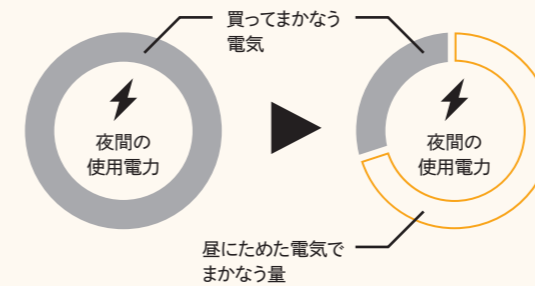 買ってまかなう
電気
夜間の
使用電力
夜間の
使用電力
昼にためた電気で
まかなう量